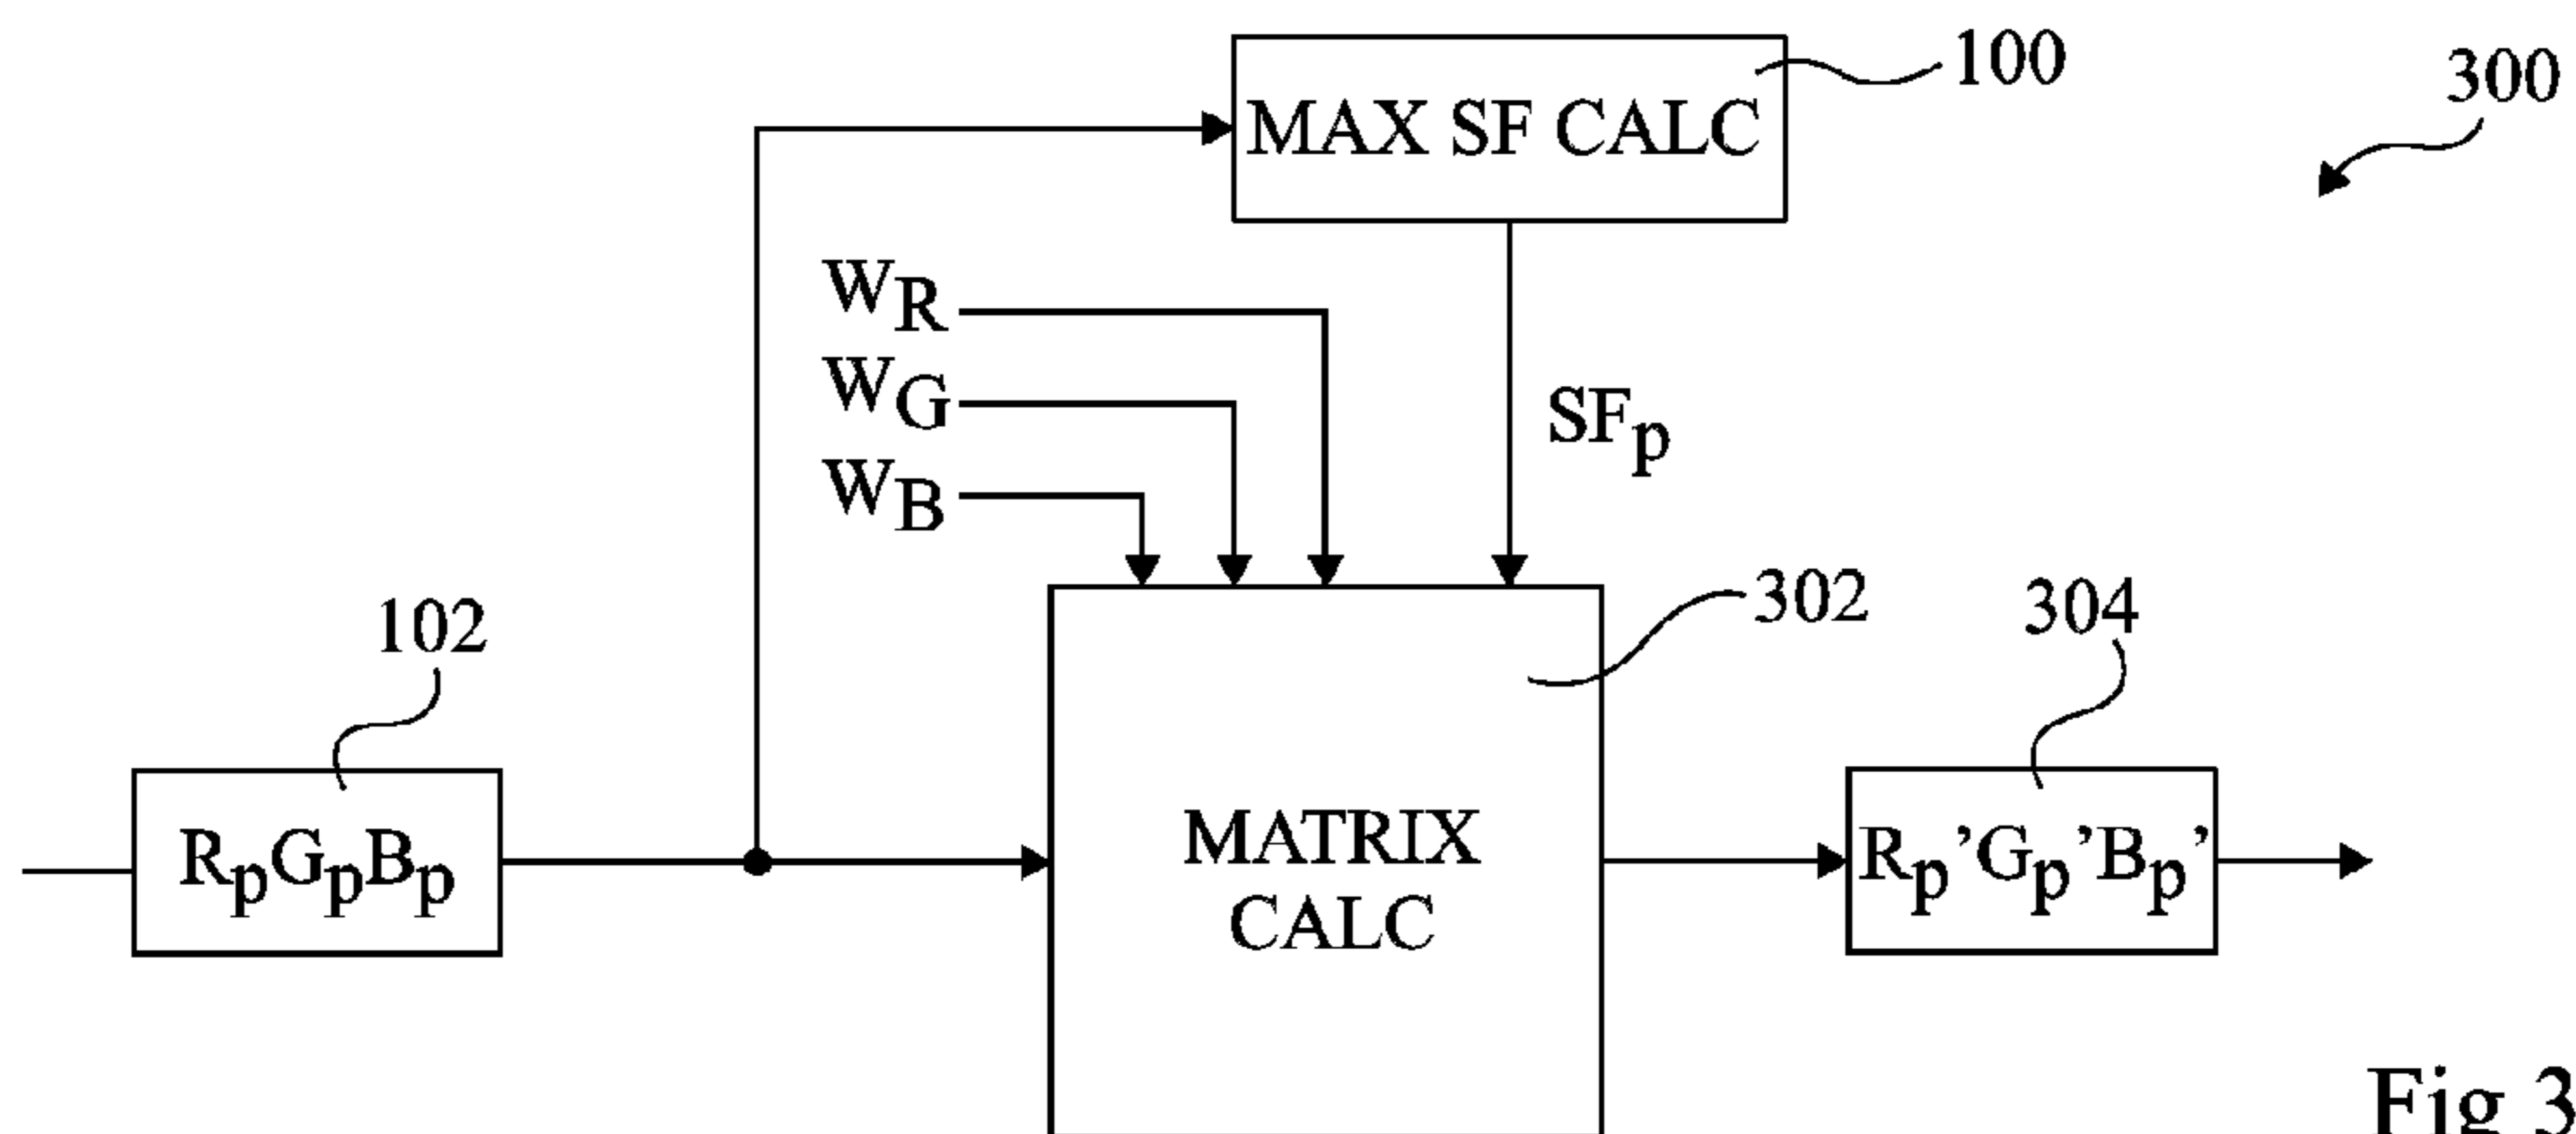 100
MAX SF CALC
300
WR
WG
WB
SFp
102
302
304
RpGpBp
MATRIX
CALC
Rp’Gp’Bp’
Fig 3